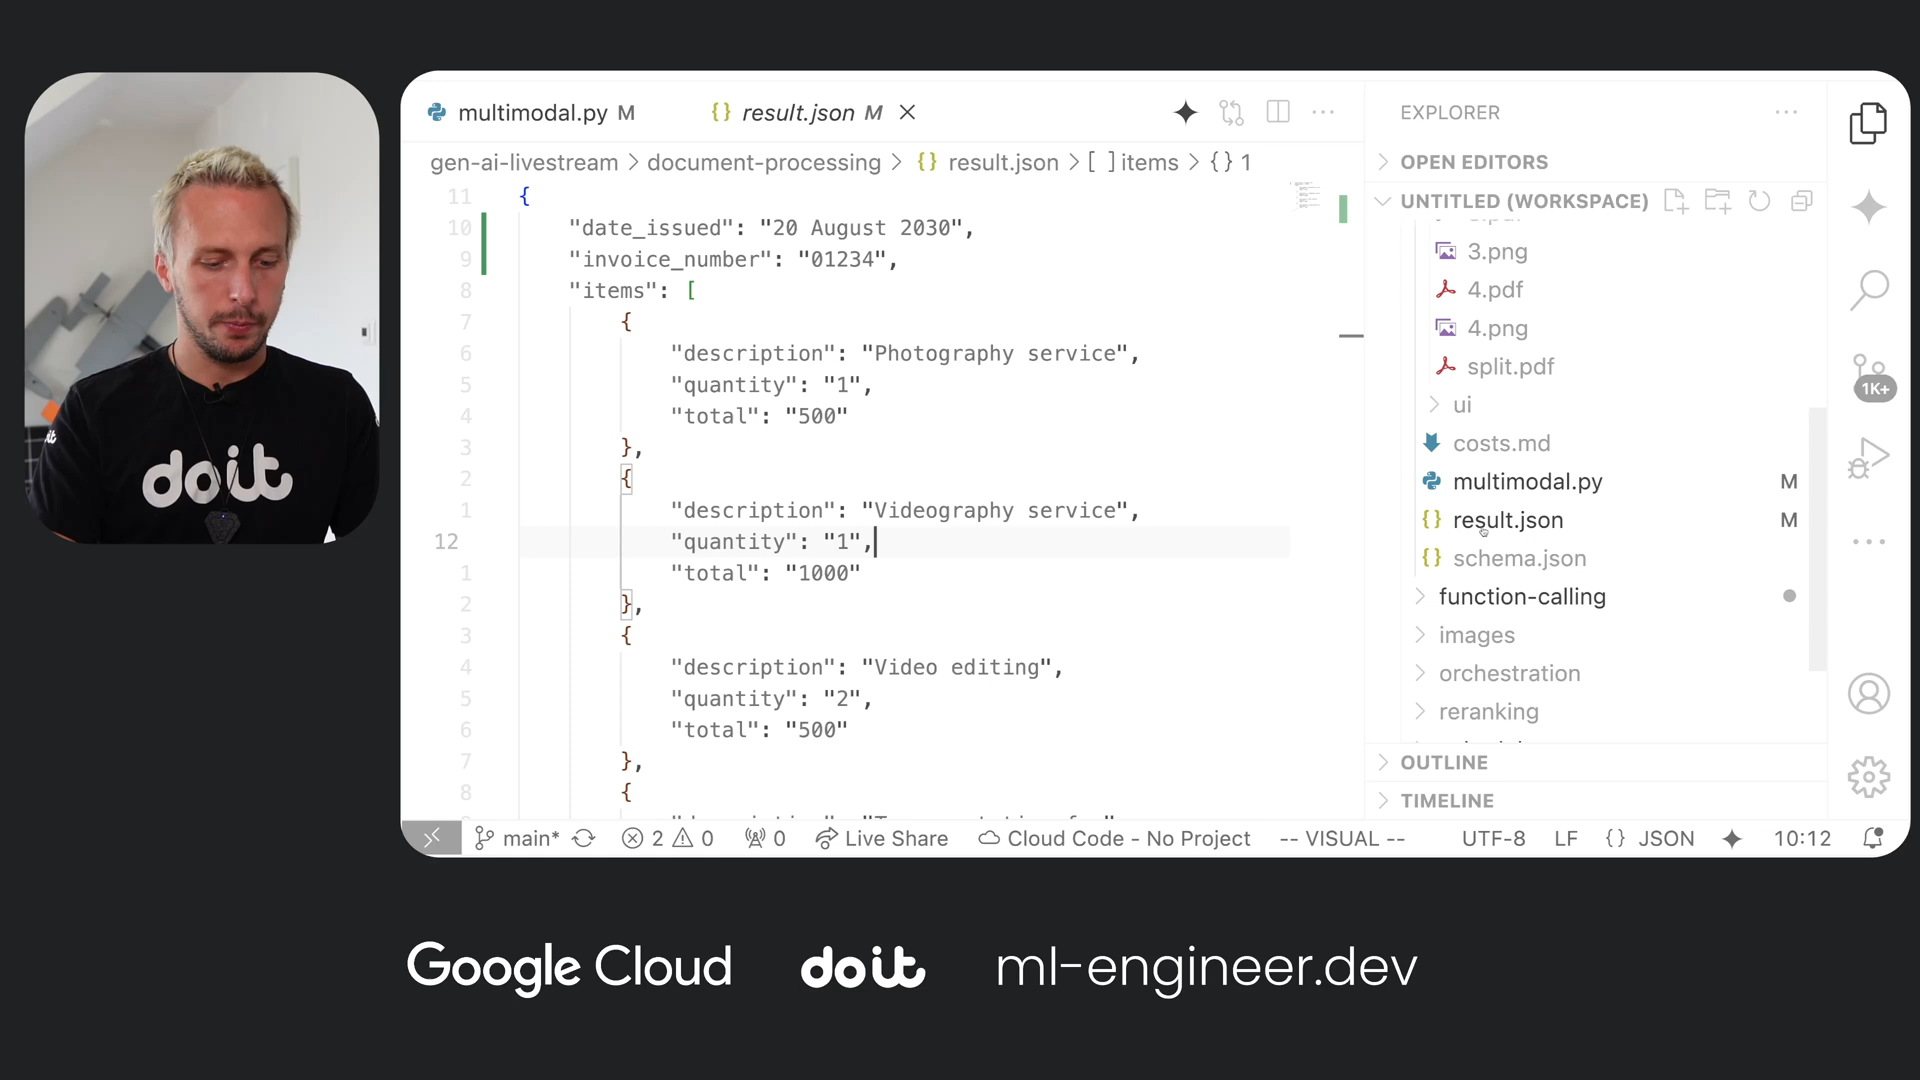 multimodal.py M
result.json M
EXPLORER
gen-ai-livestream > document-processing > {} result.json > [ ] items > {} 1
OPEN EDITORS
UNTITLED (WORKSPACE)
11 {
10 "date_issued": "20 August 2030",
9 "invoice_number": "01234",
8 "items": [
7 {
6 "description": "Photography service",
5 "quantity": "1",
4 "total": "500"
3 },
2 {
1 "description": "Videography service",
12 "quantity": "1",
1 "total": "1000"
2 },
3 {
4 "description": "Video editing",
5 "quantity": "2",
6 "total": "500"
7 },
8 {
3.png
4.pdf
4.png
split.pdf
ui
costs.md
multimodal.py M
result.json M
schema.json
function-calling
images
orchestration
reranking
OUTLINE
TIMELINE
1K+
main* 2 0 0 Live Share Cloud Code - No Project -- VISUAL -- UTF-8 LF {} JSON 10:12
doit
Google Cloud doit ml-engineer.dev